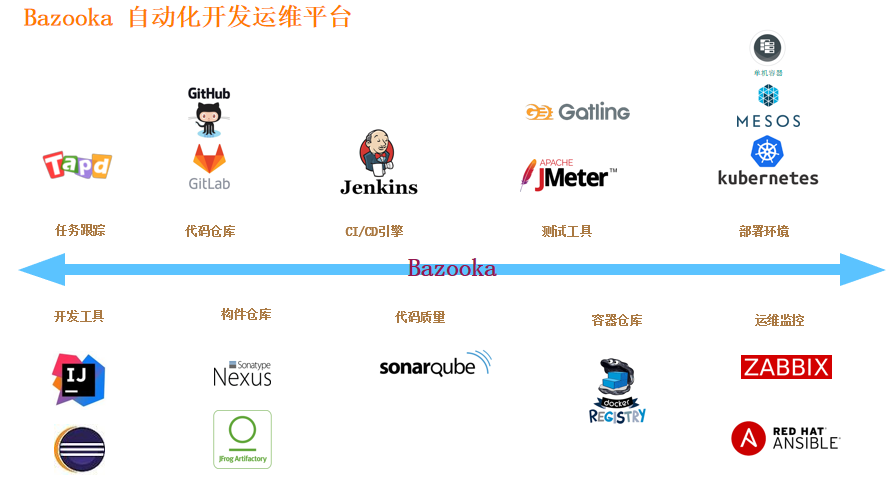 Bazooka 自动化开发运维平台
单机容器
GitHub
Gatling
MESOS
Tapd
GitLab
Jenkins
APACHE
JMeter™
kubernetes
任务跟踪
代码仓库
CI/CD引擎
测试工具
部署环境
Bazooka
开发工具
构件仓库
代码质量
容器仓库
运维监控
IJ
Sonatype
Nexus
sonarqube
docker
REGISTRY
ZABBIX
JFrog Artifactory
A
RED HAT®
ANSIBLE®